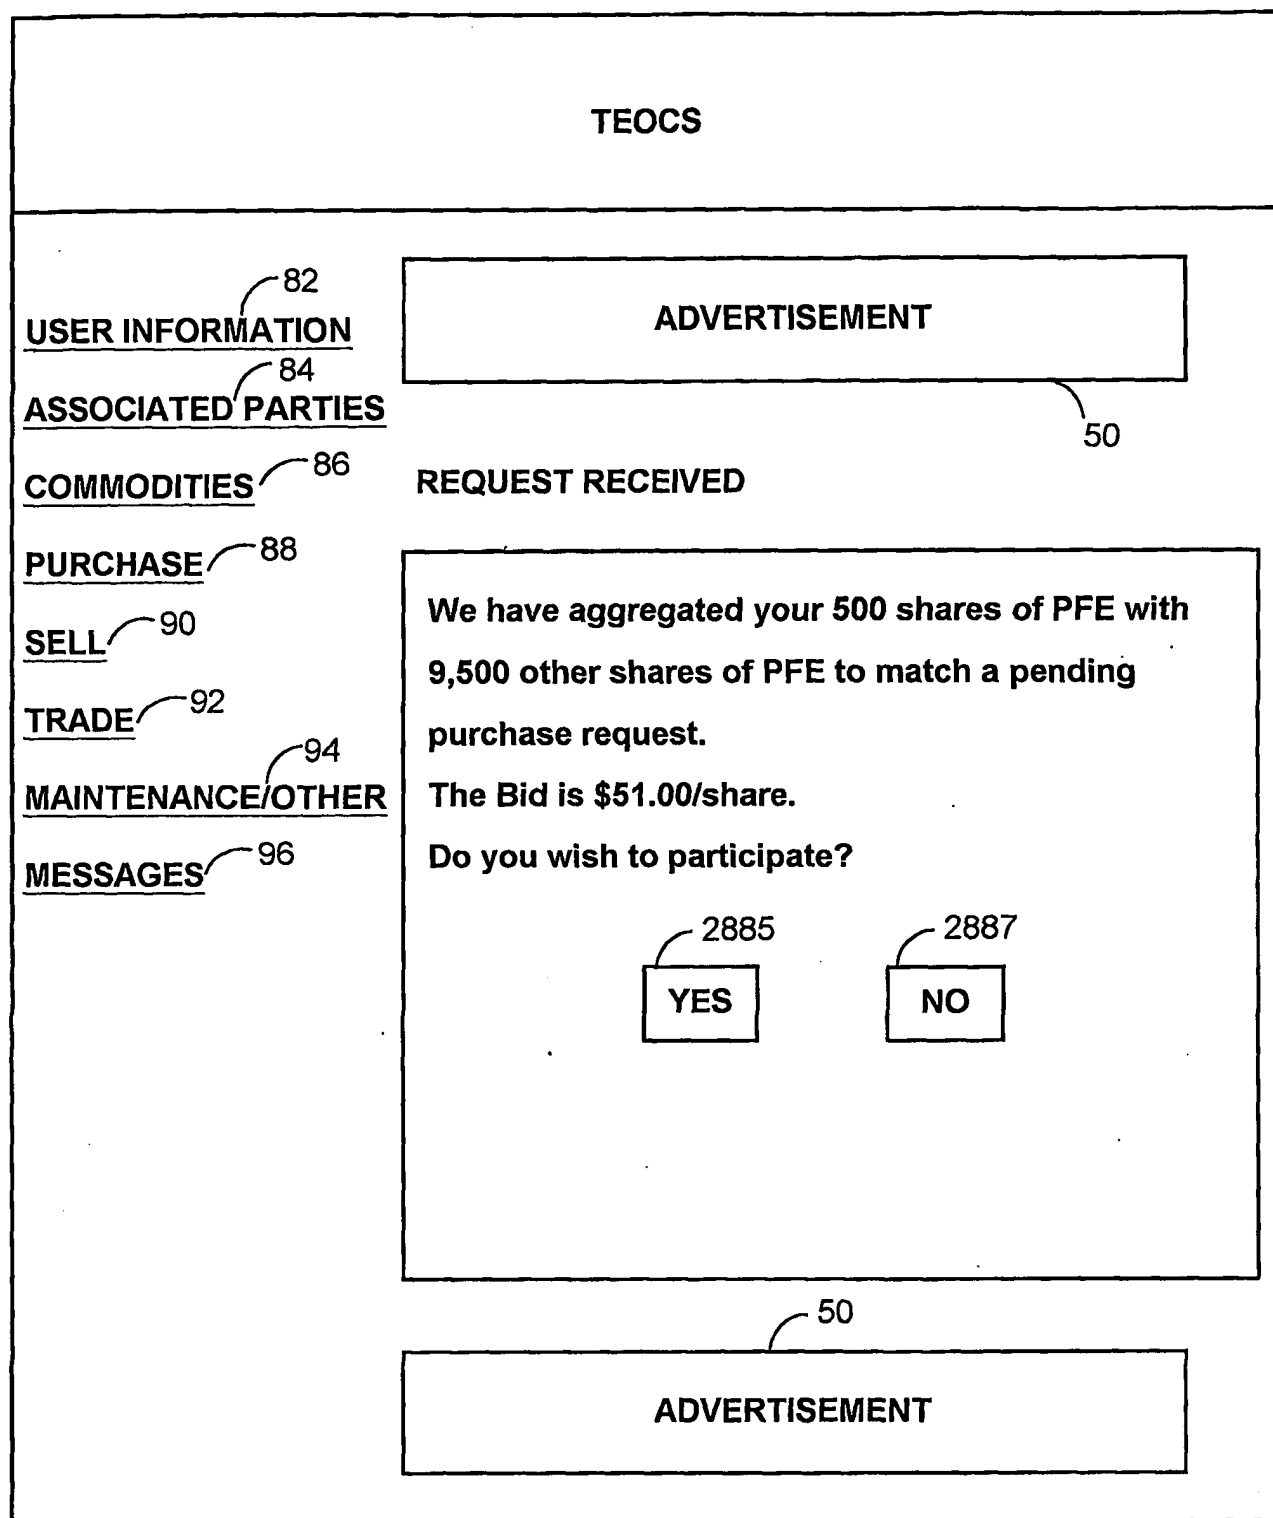 TEOCS
82
USER INFORMATION
84
ASSOCIATED PARTIES
86
COMMODITIES
88
PURCHASE
90
SELL
92
TRADE
94
MAINTENANCE/OTHER
96
MESSAGES
ADVERTISEMENT
50
REQUEST RECEIVED
We have aggregated your 500 shares of PFE with
9,500 other shares of PFE to match a pending
purchase request.
The Bid is $51.00/share.
Do you wish to participate?
2885 2887
YES NO
50
ADVERTISEMENT